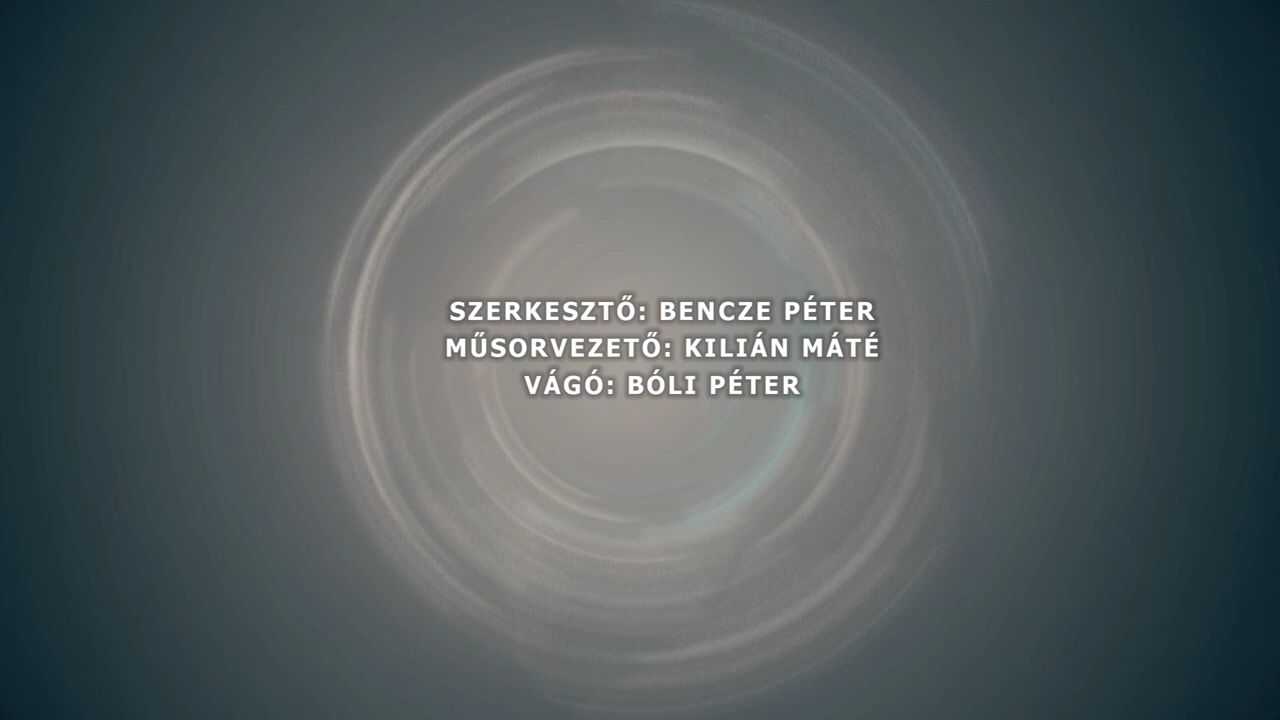 SZERKESZTŐ: BENCZE PÉTER
MŰSORVEZETŐ: KILIÁN MÁTÉ
VÁGÓ: BÓLI PÉTER